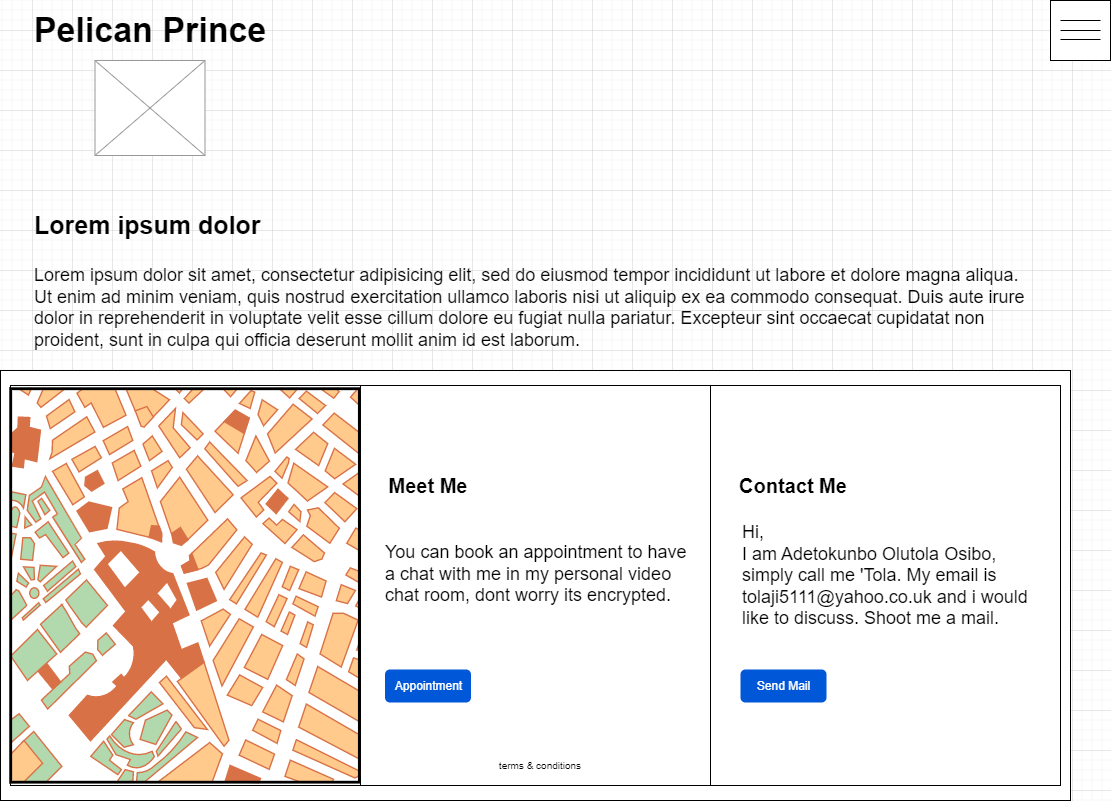 Pelican Prince
Lorem ipsum dolor
Lorem ipsum dolor sit amet, consectetur adipisicing elit, sed do eiusmod tempor incididunt ut labore et dolore magna aliqua.
Ut enim ad minim veniam, quis nostrud exercitation ullamco laboris nisi ut aliquip ex ea commodo consequat. Duis aute irure
dolor in reprehenderit in voluptate velit esse cillum dolore eu fugiat nulla pariatur. Excepteur sint occaecat cupidatat non
proident, sunt in culpa qui officia deserunt mollit anim id est laborum.
Meet Me
You can book an appointment to have
a chat with me in my personal video
chat room, dont worry its encrypted.
Appointment
terms & conditions
Contact Me
Hi,
I am Adetokunbo Olutola Osibo,
simply call me 'Tola. My email is
tolaji5111@yahoo.co.uk and i would
like to discuss. Shoot me a mail.
Send Mail